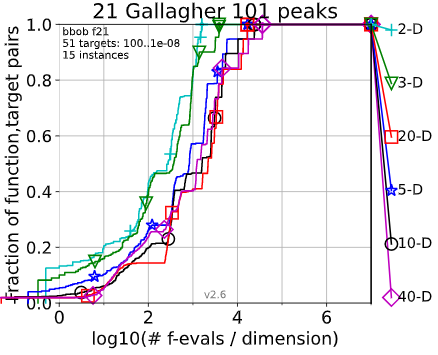 21 Gallagher 101 peaks
bbob f21
51 targets: 100..1e-08
15 instances
Fraction of function,target pairs
1.0
0.8
0.6
0.4
0.2
0.0
0
2
4
6
log10(# f-evals / dimension)
v2.6
2-D
3-D
20-D
5-D
10-D
40-D